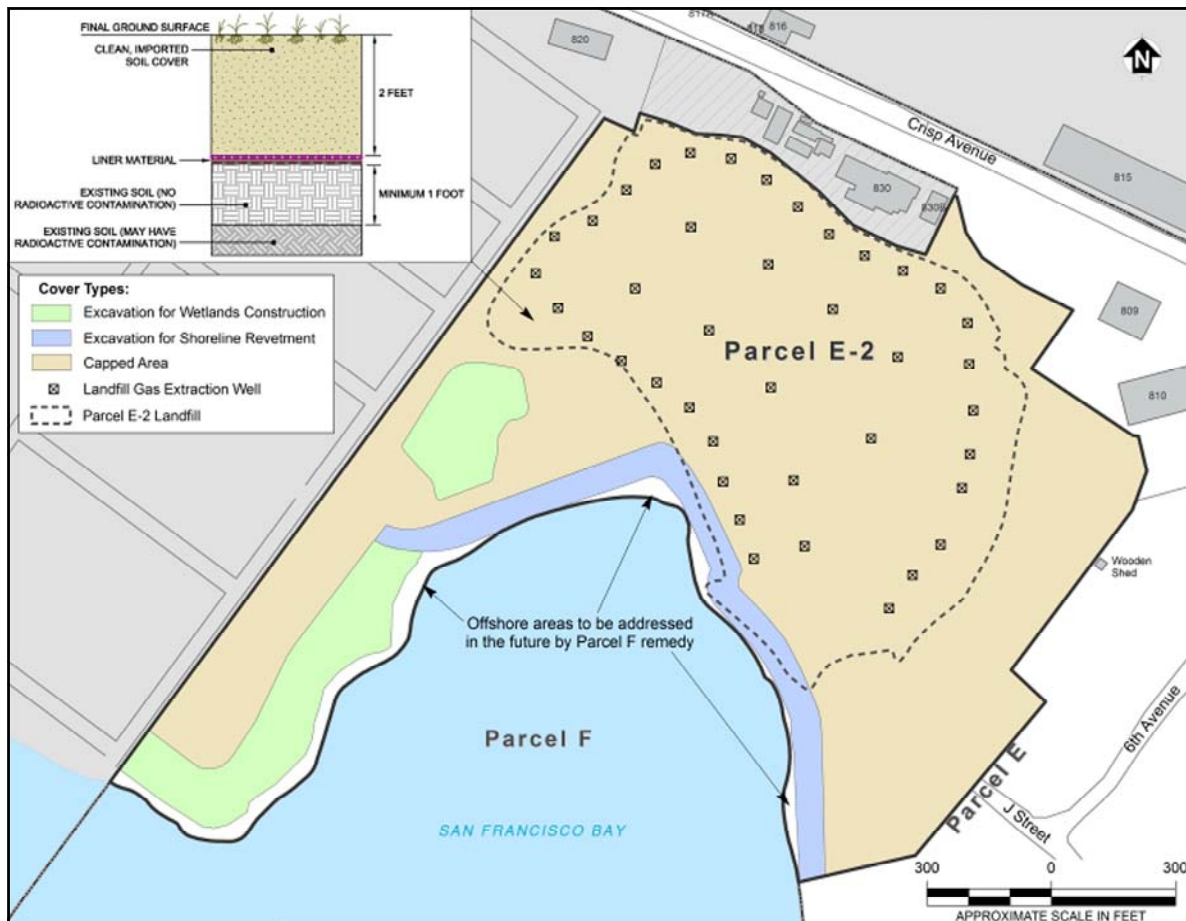 FINAL GROUND SURFACE
CLEAN, IMPORTED
SOIL COVER
2 FEET
LINER MATERIAL
EXISTING SOIL (NO
RADIOACTIVE CONTAMINATION)
MINIMUM 1 FOOT
EXISTING SOIL (MAY HAVE
RADIOACTIVE CONTAMINATION)
Cover Types:
Excavation for Wetlands Construction
Excavation for Shoreline Revetment
Capped Area
Landfill Gas Extraction Well
Parcel E-2 Landfill
820
816
N
Crisp Avenue
815
830
809
810
Parcel E-2
Wooden
Shed
Offshore areas to be addressed
in the future by Parcel F remedy
Parcel F
SAN FRANCISCO BAY
Parcel E
6th Avenue
J Street
300
0
300
APPROXIMATE SCALE IN FEET